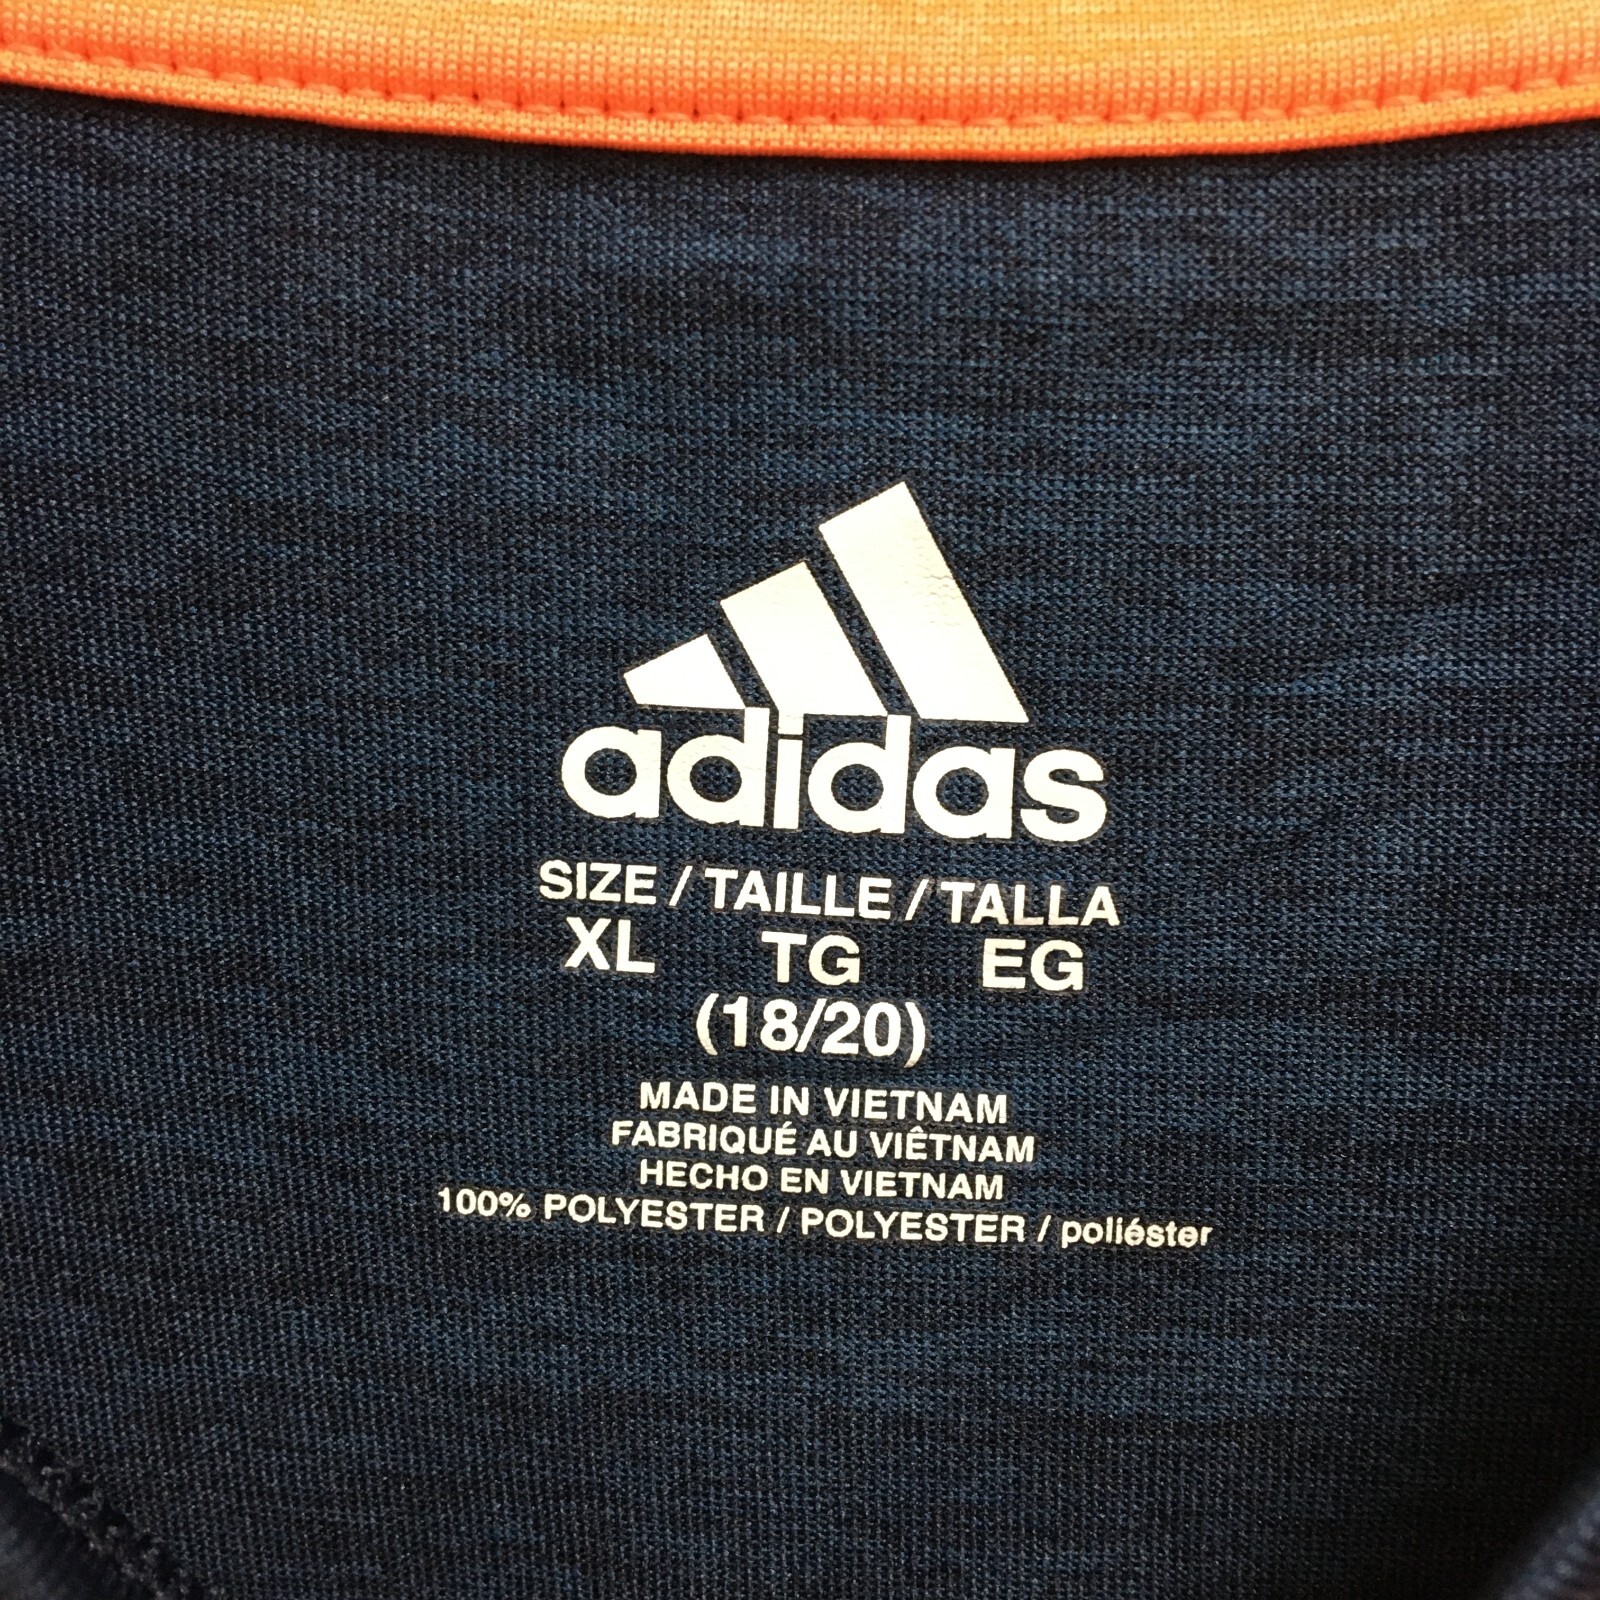 adidas
SIZE / TAILLE / TALLA
XL TG EG
(18/20)
MADE IN VIETNAM
FABRIQUÉ AU VIÊTNAM
HECHO EN VIETNAM
100% POLYESTER / POLYESTER / poliéster